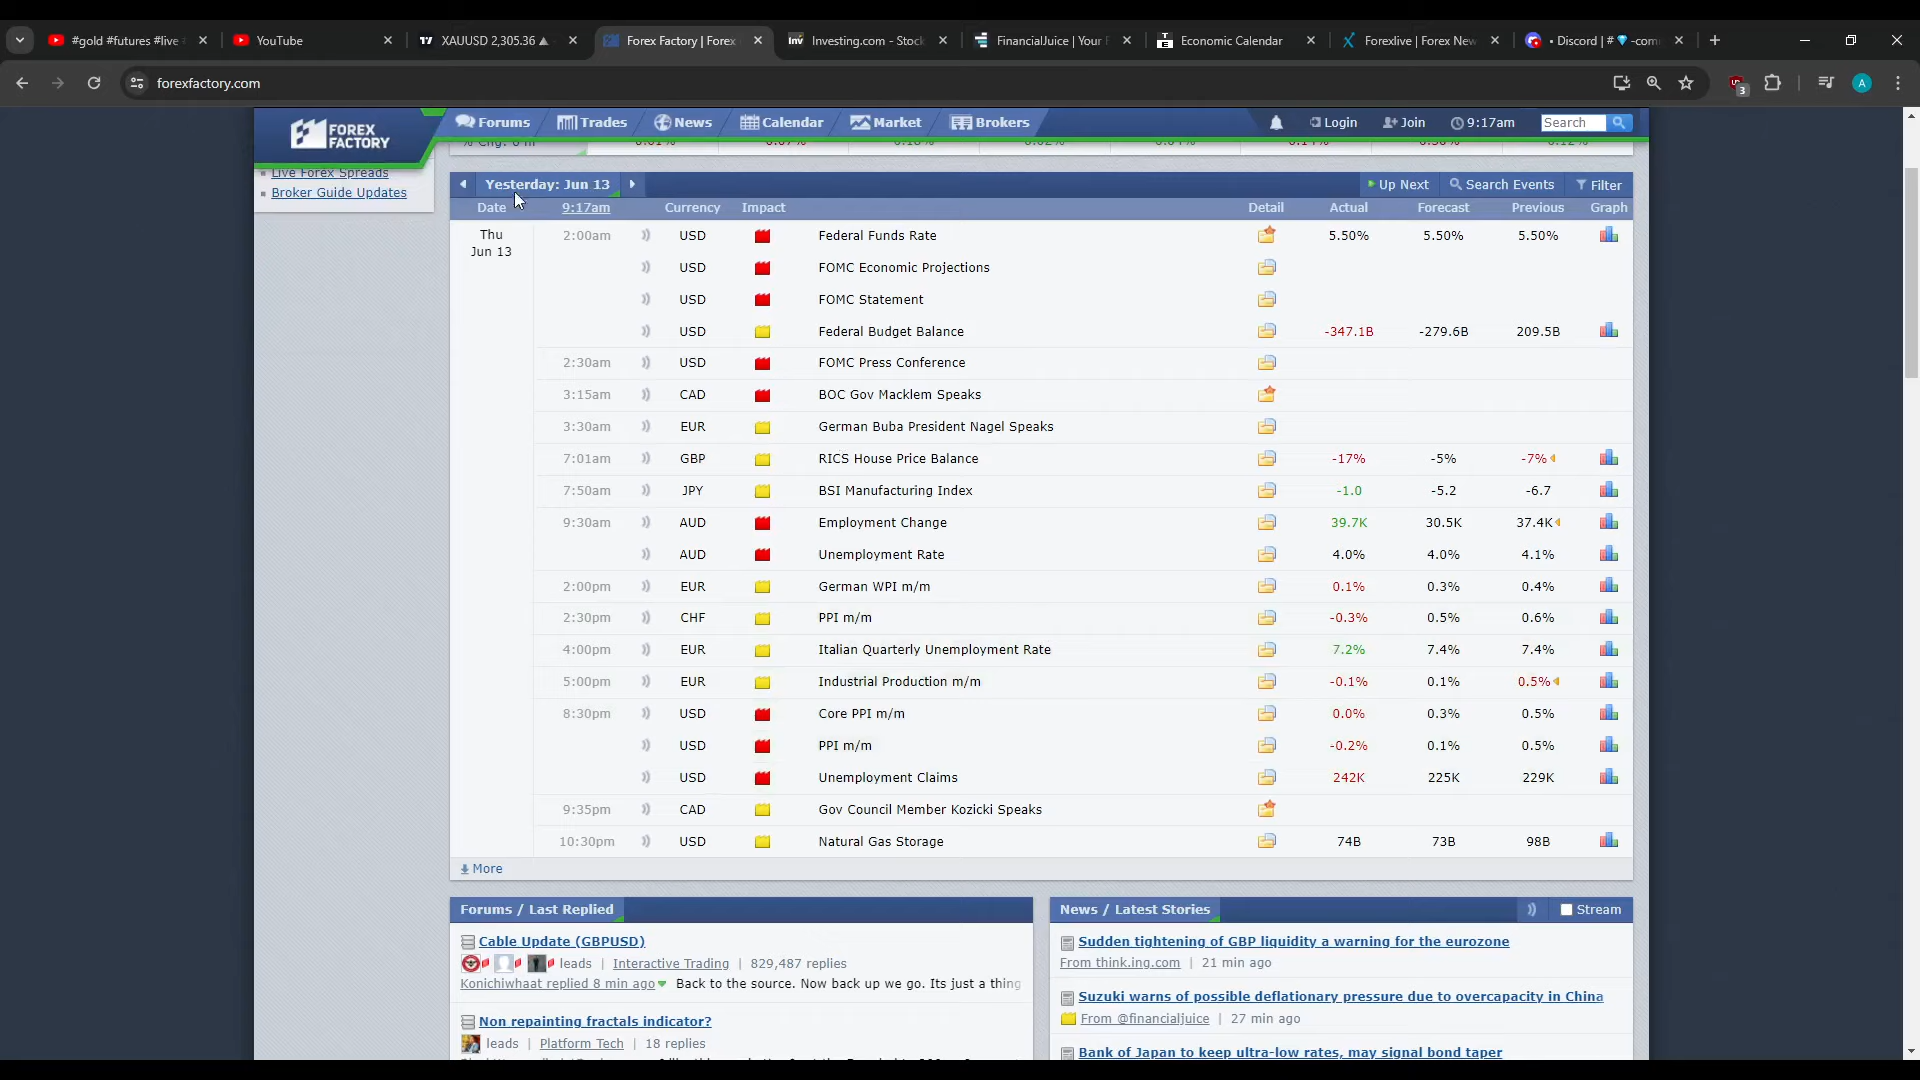 #gold #futures #live
YouTube
XAUUSD 2,305.36 ▲
Forex Factory | Forex
Investing.com - Stock
FinancialJuice | Your
Economic Calendar
Forexlive | Forex New
• Discord | # 💎 -com
forexfactory.com
3
A
FOREX FACTORY
Forums
Trades
News
Calendar
Market
Brokers
Login
Join
9:17am
Search
Live Forex Spreads
Broker Guide Updates
Yesterday: Jun 13
Up Next
Search Events
Filter
Date 9:17am Currency Impact Detail Actual Forecast Previous Graph
Thu
Jun 13
2:00am USD Federal Funds Rate 5.50% 5.50% 5.50%
USD FOMC Economic Projections
USD FOMC Statement
USD Federal Budget Balance -347.1B -279.6B 209.5B
2:30am USD FOMC Press Conference
3:15am CAD BOC Gov Macklem Speaks
3:30am EUR German Buba President Nagel Speaks
7:01am GBP RICS House Price Balance -17% -5% -7%
7:50am JPY BSI Manufacturing Index -1.0 -5.2 -6.7
9:30am AUD Employment Change 39.7K 30.5K 37.4K
AUD Unemployment Rate 4.0% 4.0% 4.1%
2:00pm EUR German WPI m/m 0.1% 0.3% 0.4%
2:30pm CHF PPI m/m -0.3% 0.5% 0.6%
4:00pm EUR Italian Quarterly Unemployment Rate 7.2% 7.4% 7.4%
5:00pm EUR Industrial Production m/m -0.1% 0.1% 0.5%
8:30pm USD Core PPI m/m 0.0% 0.3% 0.5%
USD PPI m/m -0.2% 0.1% 0.5%
USD Unemployment Claims 242K 225K 229K
9:35pm CAD Gov Council Member Kozicki Speaks
10:30pm USD Natural Gas Storage 74B 73B 98B
More
Forums / Last Replied
Cable Update (GBPUSD)
leads | Interactive Trading | 829,487 replies
Konichiwhaat replied 8 min ago Back to the source. Now back up we go. Its just a thing
Non repainting fractals indicator?
leads | Platform Tech | 18 replies
News / Latest Stories
Stream
Sudden tightening of GBP liquidity a warning for the eurozone
From think.ing.com | 21 min ago
Suzuki warns of possible deflationary pressure due to overcapacity in China
From @financialjuice | 27 min ago
Bank of Japan to keep ultra-low rates, may signal bond taper